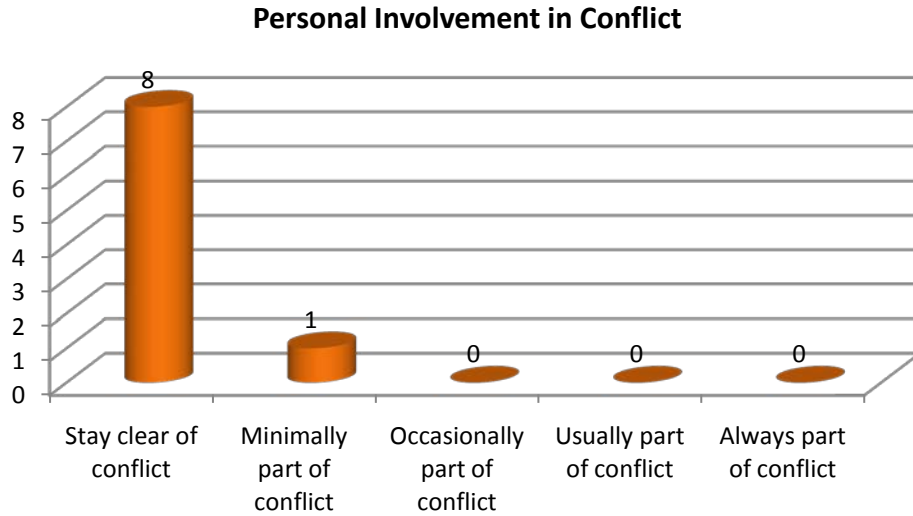 Personal Involvement in Conflict
8
8
7
6
5
4
3
2
1
0
1
0
0
0
Stay clear of
conflict
Minimally
part of
conflict
Occasionally
part of
conflict
Usually part
of conflict
Always part
of conflict